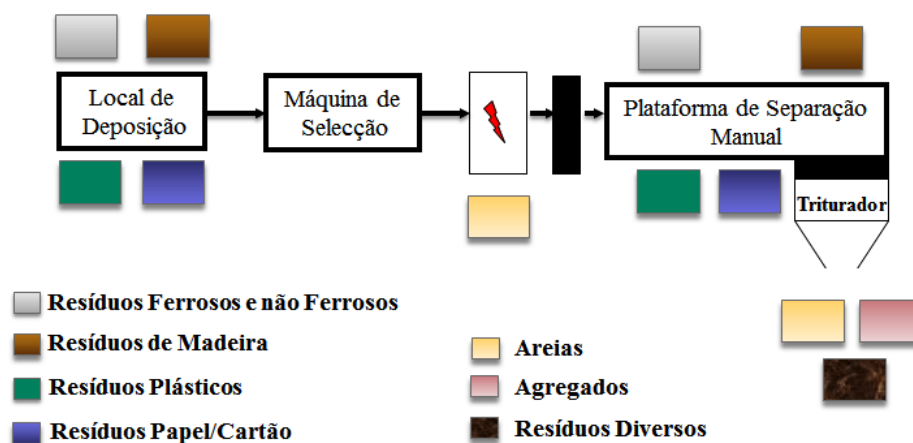 Local de
Deposição
Máquina de
Selecção
Plataforma de Separação
Manual
Triturador
Resíduos Ferrosos e não Ferrosos
Resíduos de Madeira
Resíduos Plásticos
Resíduos Papel/Cartão
Areias
Agregados
Resíduos Diversos